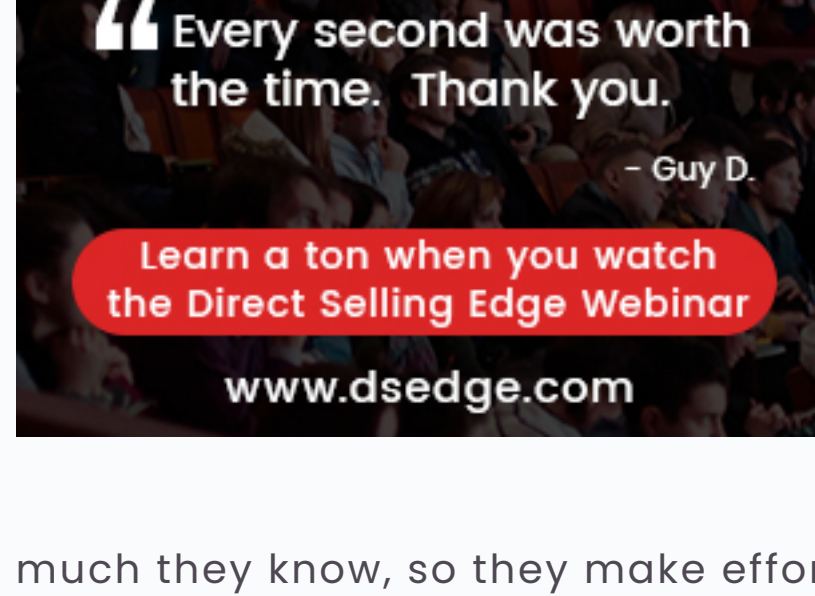 “ Every second was worth
the time. Thank you.
- Guy D.
Learn a ton when you watch
the Direct Selling Edge Webinar
www.dsedge.com
much they know, so they make